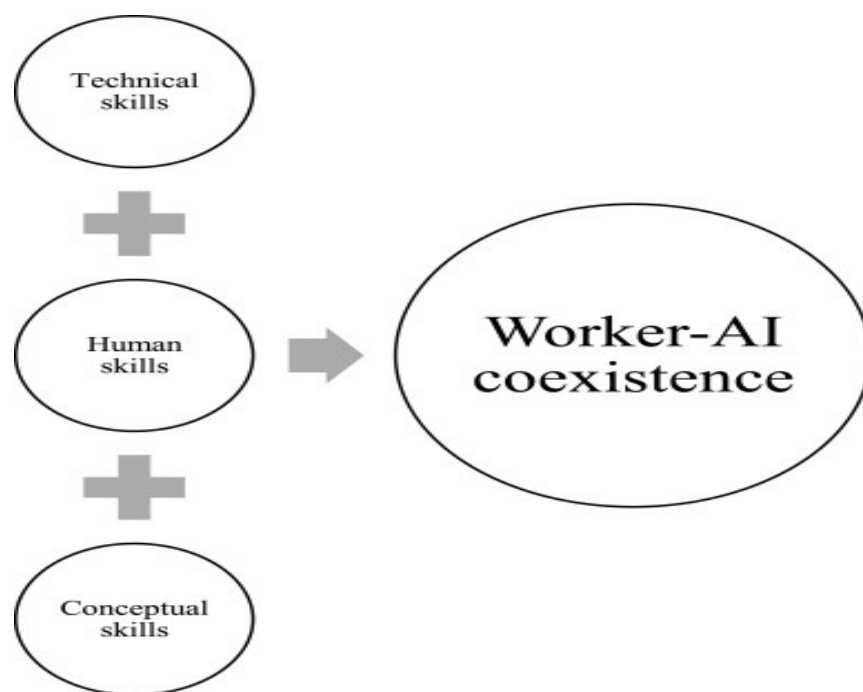 Technical
skills
Human
skills
Worker-AI
coexistence
Conceptual
skills